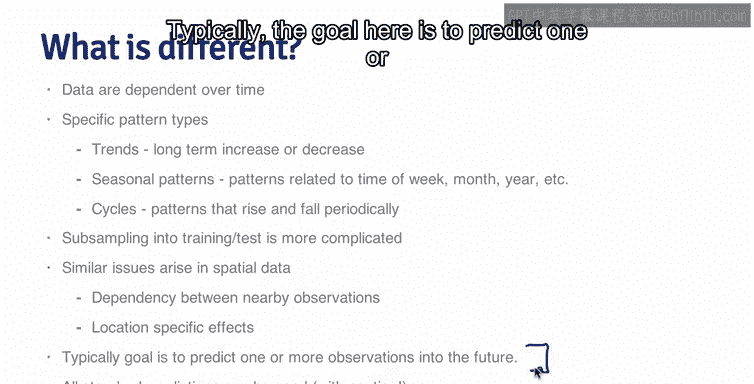 Typically, the goal here is to predict one
or
What is different?
· Data are dependent over time
· Specific pattern types
- Trends - long term increase or decrease
- Seasonal patterns - patterns related to time of week, month, year, etc.
- Cycles - patterns that rise and fall periodically
· Subsampling into training/test is more complicated
· Similar issues arise in spatial data
- Dependency between nearby observations
- Location specific effects
· Typically goal is to predict one or more observations into the future.